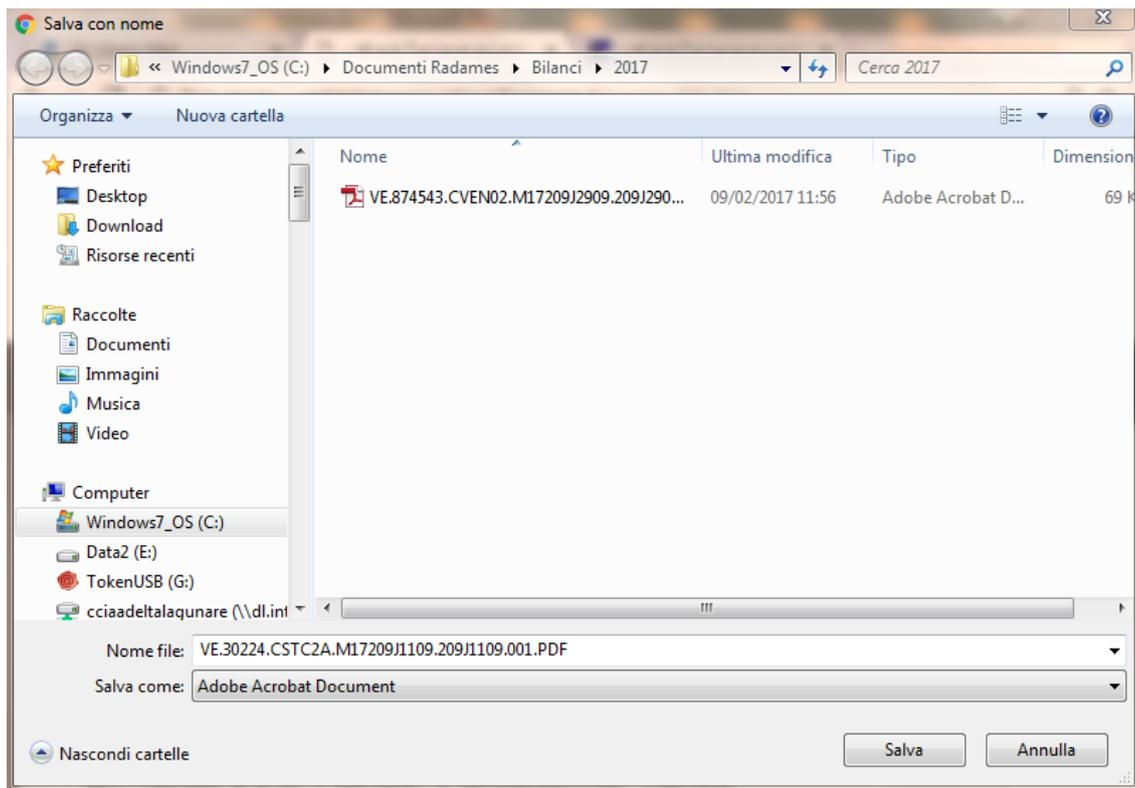 Salva con nome
« Windows7_OS (C:) ▸ Documenti Radames ▸ Bilanci ▸ 2017
Cerca 2017
Organizza
Nuova cartella
Nome Ultima modifica Tipo Dimension
Preferiti
VE.874543.CVEN02.M17209J2909.209J290... 09/02/2017 11:56 Adobe Acrobat D... 69 K
Desktop
Download
Risorse recenti
Raccolte
Documenti
Immagini
Musica
Video
Computer
Windows7_OS (C:)
Data2 (E:)
TokenUSB (G:)
cciaadeltalagunare (\\dl.int
Nome file: VE.30224.CSTC2A.M17209J1109.209J1109.001.PDF
Salva come: Adobe Acrobat Document
Nascondi cartelle
Salva
Annulla